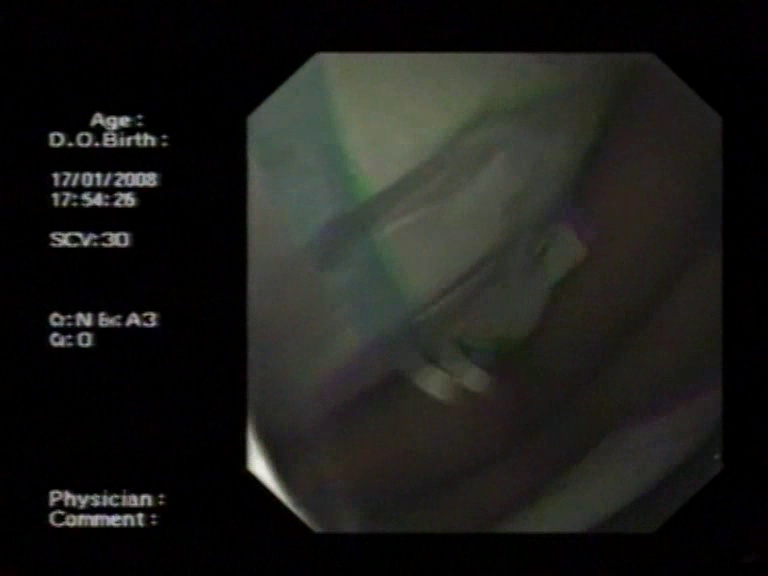 Age:
D.O.Birth:
17/01/2008
17:54:26
SCV:30
Physician:
Comment: